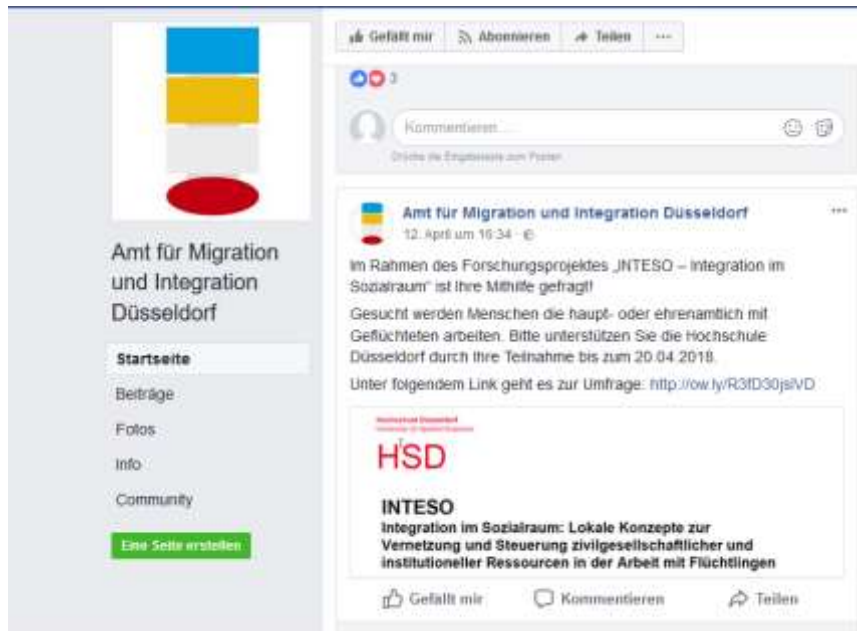 Amt für Migration
und Integration
Düsseldorf
Startseite
Beiträge
Fotos
Info
Community
Eine Seite erstellen
Gefällt mir
Abonnieren
Teilen
3
Kommentieren...
Drücke die Eingabetaste zum Posten
Amt für Migration und Integration Düsseldorf
12. April um 16:34
Im Rahmen des Forschungsprojektes „INTESO – Integration im
Sozialraum“ ist Ihre Mithilfe gefragt!
Gesucht werden Menschen die haupt- oder ehrenamtlich mit
Geflüchteten arbeiten. Bitte unterstützen Sie die Hochschule
Düsseldorf durch Ihre Teilnahme bis zum 20.04.2018.
Unter folgendem Link geht es zur Umfrage:
Hochschule Düsseldorf
University of Applied Sciences
HSD
INTESO
Integration im Sozialraum: Lokale Konzepte zur
Vernetzung und Steuerung zivilgesellschaftlicher und
institutioneller Ressourcen in der Arbeit mit Flüchtlingen
Gefällt mir
Kommentieren
Teilen